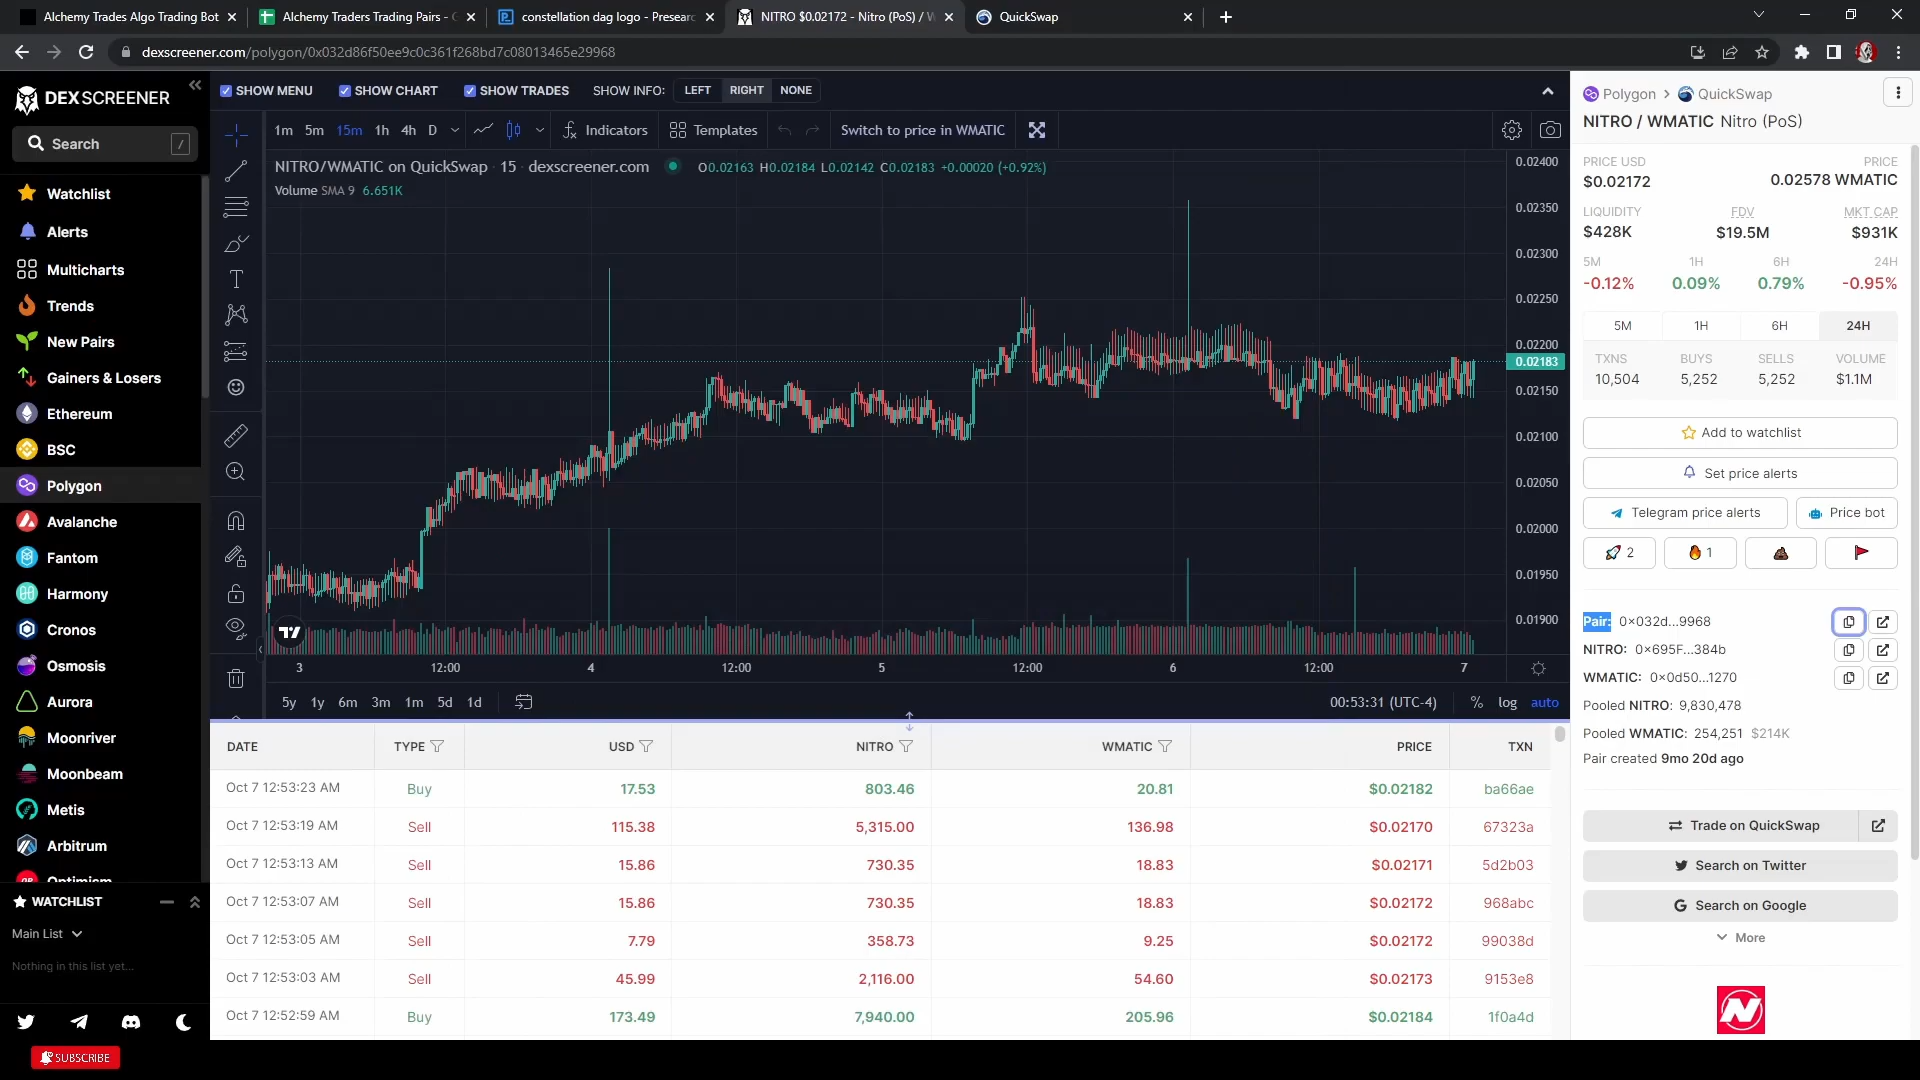 Alchemy Trades Algo Trading Bot
Alchemy Traders Trading Pairs - G
constellation dag logo - Presearc
NITRO $0.02172 - Nitro (PoS) / W
QuickSwap
dexscreener.com/polygon/0x032d86f50ee9c0c361f268bd7c08013465e29968
DEX SCREENER
Search /
Watchlist
Alerts
Multicharts
Trends
New Pairs
Gainers & Losers
Ethereum
BSC
Polygon
Avalanche
Fantom
Harmony
Cronos
Osmosis
Aurora
Moonriver
Moonbeam
Metis
Arbitrum
Optimism
WATCHLIST
Main List
Nothing in this list yet...
SUBSCRIBE
SHOW MENU SHOW CHART SHOW TRADES SHOW INFO: LEFT RIGHT NONE
1m 5m 15m 1h 4h D Indicators Templates Switch to price in WMATIC
NITRO/WMATIC on QuickSwap · 15 · dexscreener.com O0.02163 H0.02184 L0.02142 C0.02183 +0.00020 (+0.92%)
Volume SMA 9 6.651K
0.02400
0.02350
0.02300
0.02250
0.02200
0.02183
0.02150
0.02100
0.02050
0.02000
0.01950
0.01900
3 12:00 4 12:00 5 12:00 6 12:00 7
5y 1y 6m 3m 1m 5d 1d 00:53:31 (UTC-4) % log auto
DATE TYPE USD NITRO WMATIC PRICE TXN
Oct 7 12:53:23 AM Buy 17.53 803.46 20.81 $0.02182 ba66ae
Oct 7 12:53:19 AM Sell 115.38 5,315.00 136.98 $0.02170 67323a
Oct 7 12:53:13 AM Sell 15.86 730.35 18.83 $0.02171 5d2b03
Oct 7 12:53:07 AM Sell 15.86 730.35 18.83 $0.02172 968abc
Oct 7 12:53:05 AM Sell 7.79 358.73 9.25 $0.02172 99038d
Oct 7 12:53:03 AM Sell 45.99 2,116.00 54.60 $0.02173 9153e8
Oct 7 12:52:59 AM Buy 173.49 7,940.00 205.96 $0.02184 1f0a4d
Polygon > QuickSwap
NITRO / WMATIC Nitro (PoS)
PRICE USD PRICE
$0.02172 0.02578 WMATIC
LIQUIDITY FDV MKT CAP
$428K $19.5M $931K
5M 1H 6H 24H
-0.12% 0.09% 0.79% -0.95%
5M 1H 6H 24H
TXNS BUYS SELLS VOLUME
10,504 5,252 5,252 $1.1M
Add to watchlist
Set price alerts
Telegram price alerts Price bot
2 1
Pair: 0×032d...9968
NITRO: 0×695F...384b
WMATIC: 0×0d50...1270
Pooled NITRO: 9,830,478
Pooled WMATIC: 254,251 $214K
Pair created 9mo 20d ago
Trade on QuickSwap
Search on Twitter
Search on Google
More